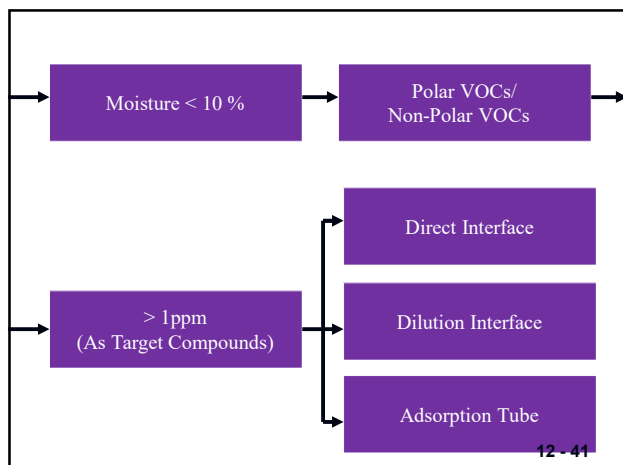 Moisture < 10 %
Polar VOCs/
Non-Polar VOCs
Direct Interface
> 1ppm
(As Target Compounds)
Dilution Interface
Adsorption Tube
12 - 41